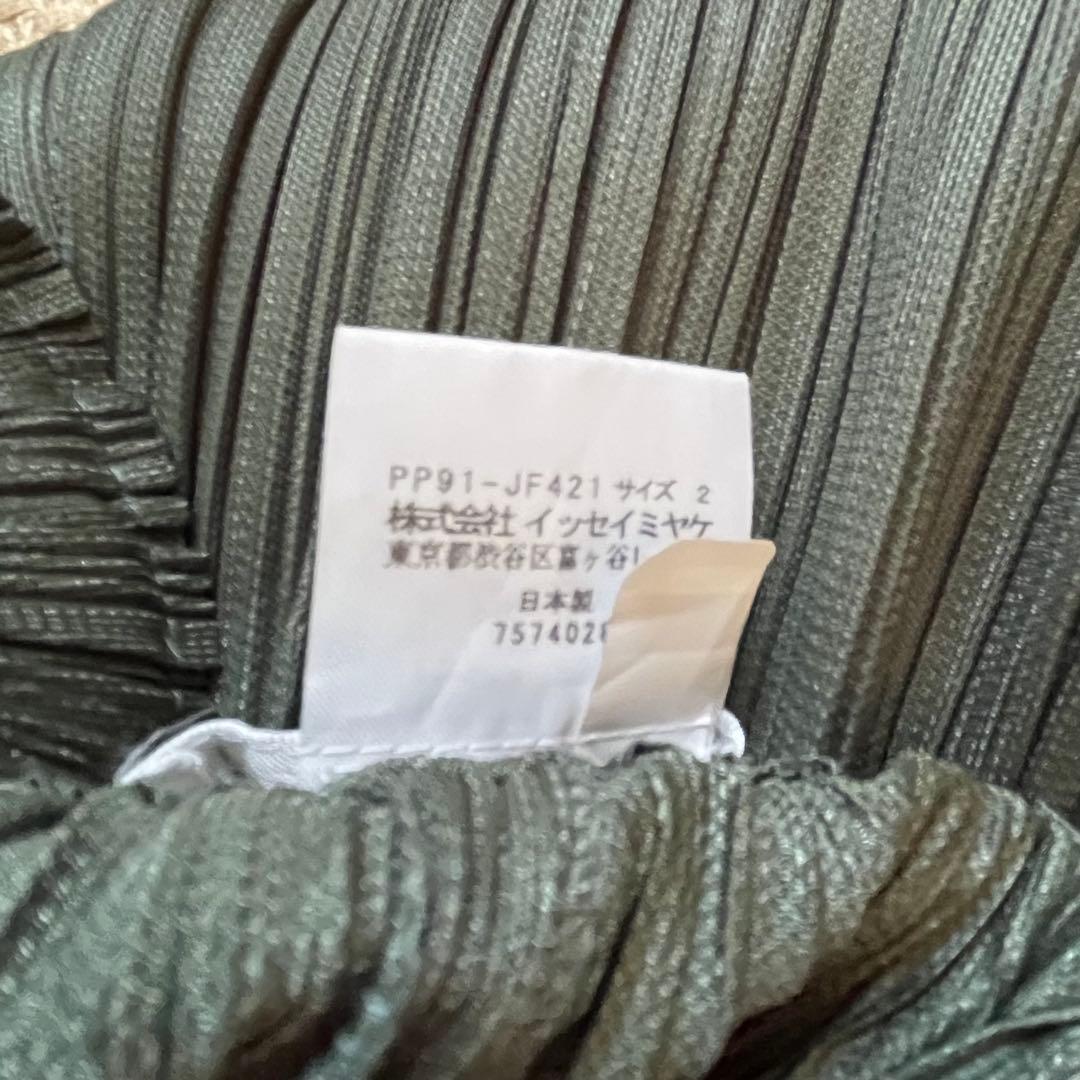 PP91-JF421 サイズ 2
株式会社 イッセイミヤケ
東京都渋谷区富ヶ谷
日本製
757402